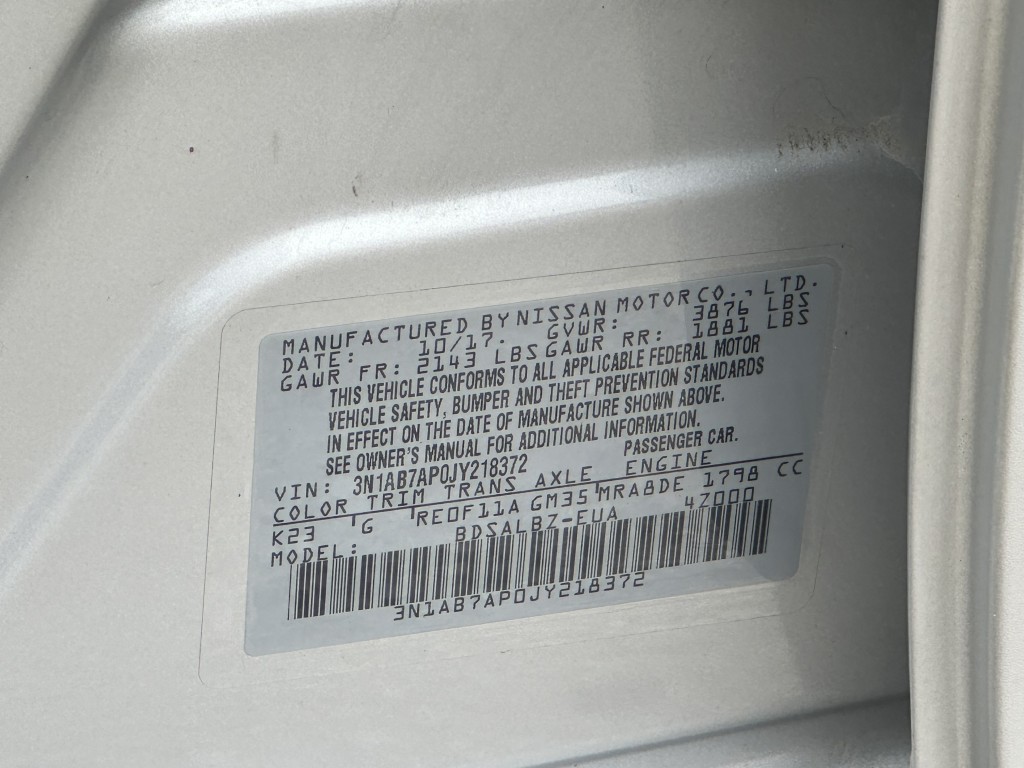 MANUFACTURED BY NISSAN MOTOR CO., LTD.
DATE: 10/17. GVWR: 3876 LBS
GAWR FR: 2143 LBS GAWR RR: 1881 LBS
THIS VEHICLE CONFORMS TO ALL APPLICABLE FEDERAL MOTOR
VEHICLE SAFETY, BUMPER AND THEFT PREVENTION STANDARDS
IN EFFECT ON THE DATE OF MANUFACTURE SHOWN ABOVE.
SEE OWNER'S MANUAL FOR ADDITIONAL INFORMATION.
VIN: 3N1AB7AP0JY218372 PASSENGER CAR.
COLOR TRIM TRANS AXLE ENGINE
K23 G RE0F11A GM35 MRA8DE 1798 CC
MODEL: BDSALBZ-EUA 47000
3N1AB7AP0JY218372